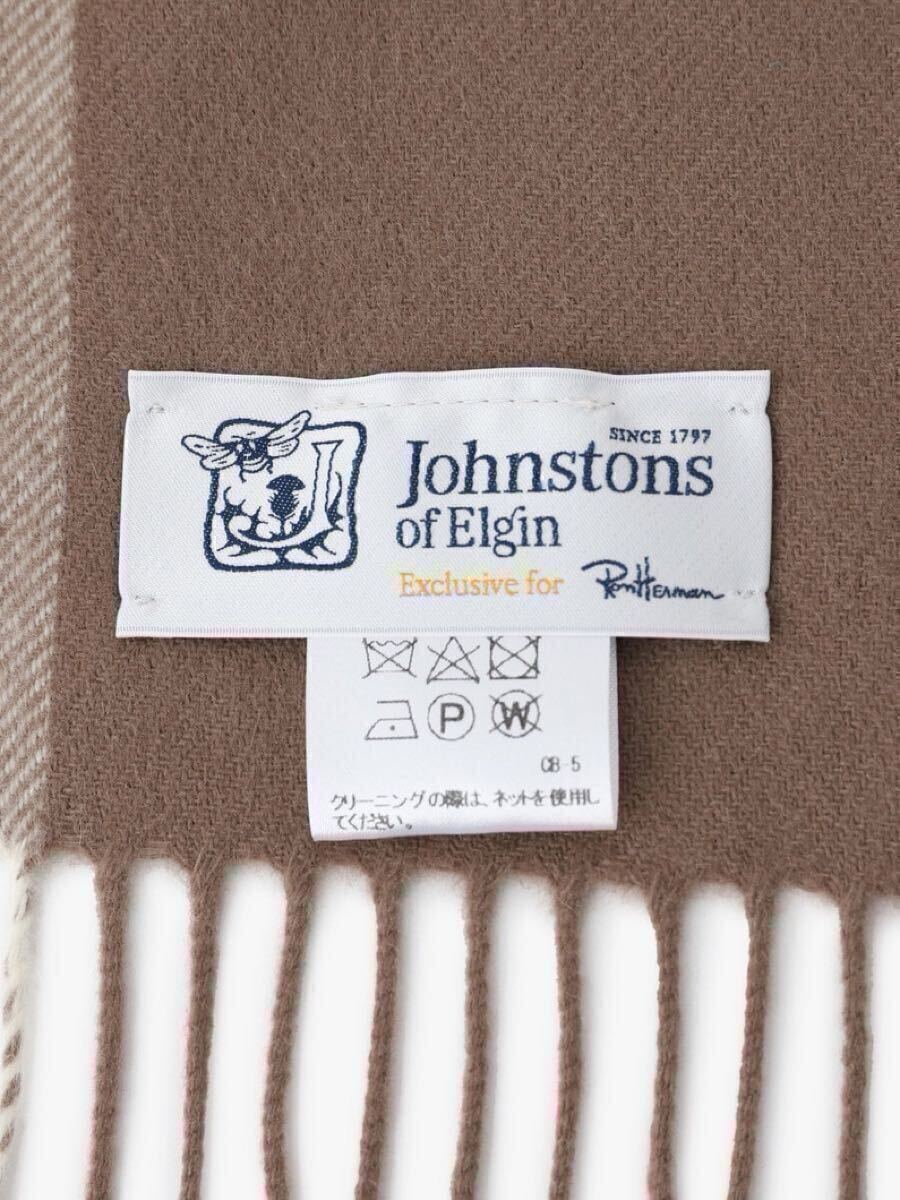 SINCE 1797
Johnstons
of Elgin
Exclusive for RonHerman
P W
CB-5
クリーニングの際は、ネットを使用し
てください。